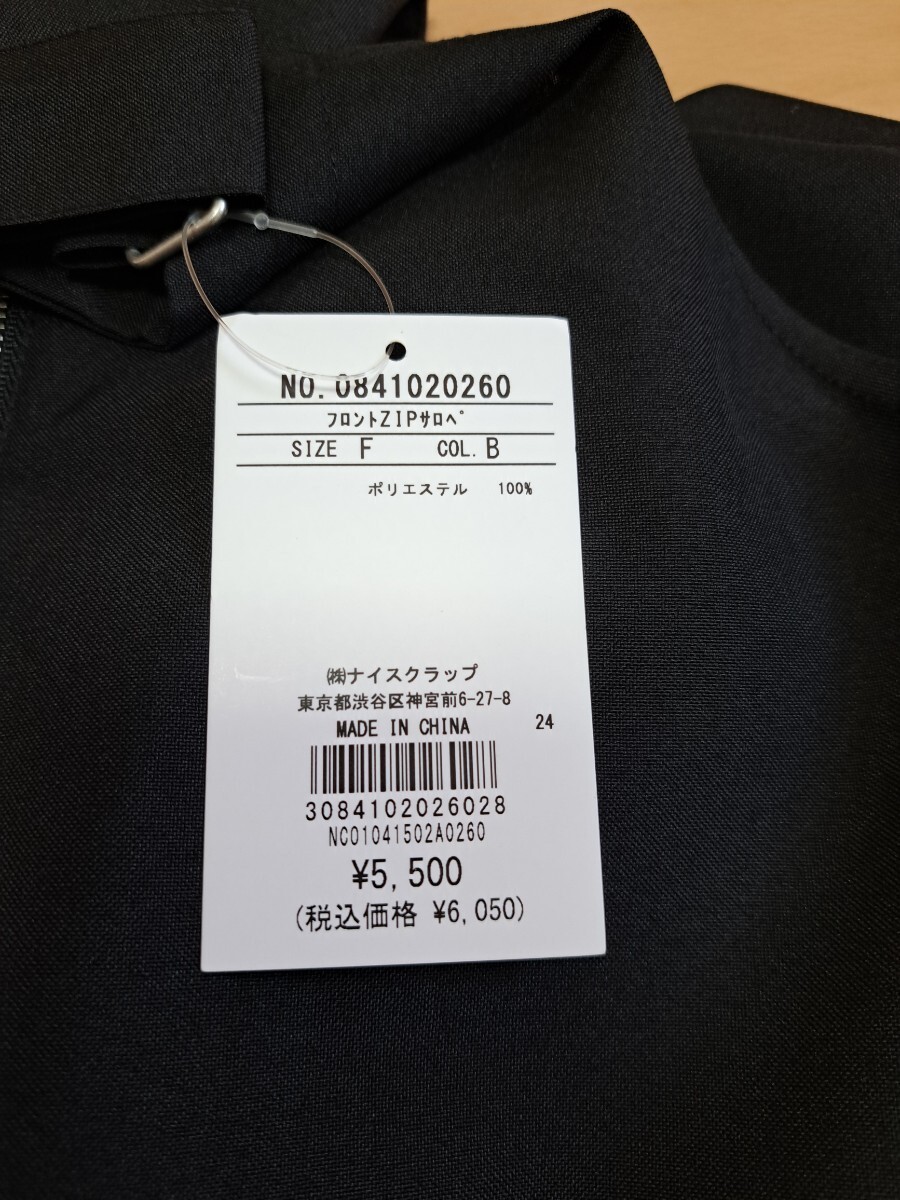 NO. 0841020260
ﾌﾛﾝﾄZIPｻﾛﾍﾟ
SIZE F COL. B
ポリエステル 100%
㈱ナイスクラップ
東京都渋谷区神宮前6-27-8
MADE IN CHINA 24
3084102026028
NC01041502A0260
¥5,500
(税込価格 ¥6,050)